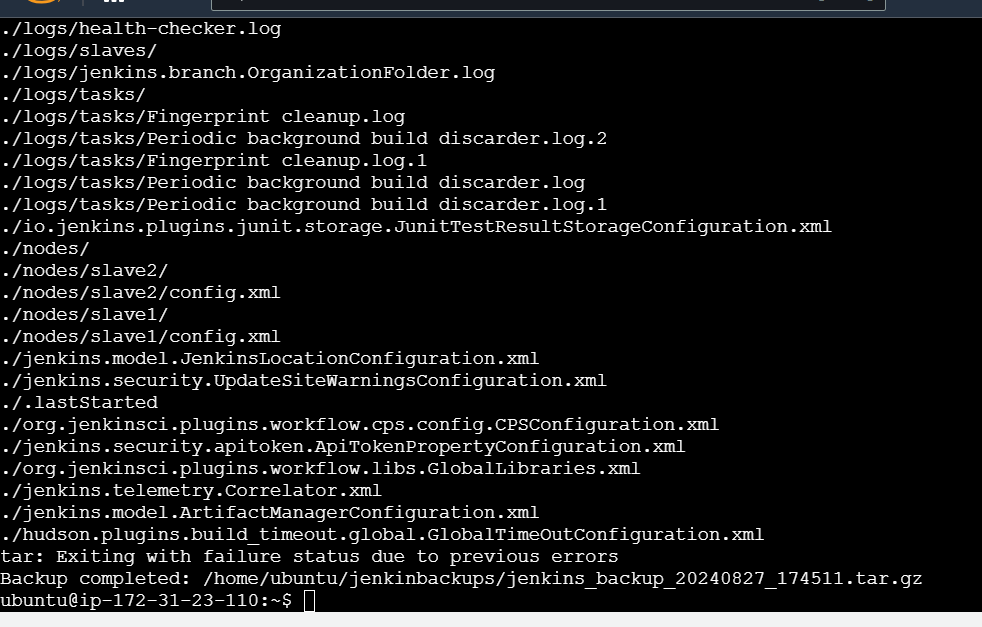 ./logs/health-checker.log
./logs/slaves/
./logs/jenkins.branch.OrganizationFolder.log
./logs/tasks/
./logs/tasks/Fingerprint cleanup.log
./logs/tasks/Periodic background build discarder.log.2
./logs/tasks/Fingerprint cleanup.log.1
./logs/tasks/Periodic background build discarder.log
./logs/tasks/Periodic background build discarder.log.1
./io.jenkins.plugins.junit.storage.JunitTestResultStorageConfiguration.xml
./nodes/
./nodes/slave2/
./nodes/slave2/config.xml
./nodes/slave1/
./nodes/slave1/config.xml
./jenkins.model.JenkinsLocationConfiguration.xml
./jenkins.security.UpdateSiteWarningsConfiguration.xml
./.lastStarted
./org.jenkinsci.plugins.workflow.cps.config.CPSConfiguration.xml
./jenkins.security.apitoken.ApiTokenPropertyConfiguration.xml
./org.jenkinsci.plugins.workflow.libs.GlobalLibraries.xml
./jenkins.telemetry.Correlator.xml
./jenkins.model.ArtifactManagerConfiguration.xml
./hudson.plugins.build_timeout.global.GlobalTimeOutConfiguration.xml
tar: Exiting with failure status due to previous errors
Backup completed: /home/ubuntu/jenkinbackups/jenkins_backup_20240827_174511.tar.gz
ubuntu@ip-172-31-23-110:~$